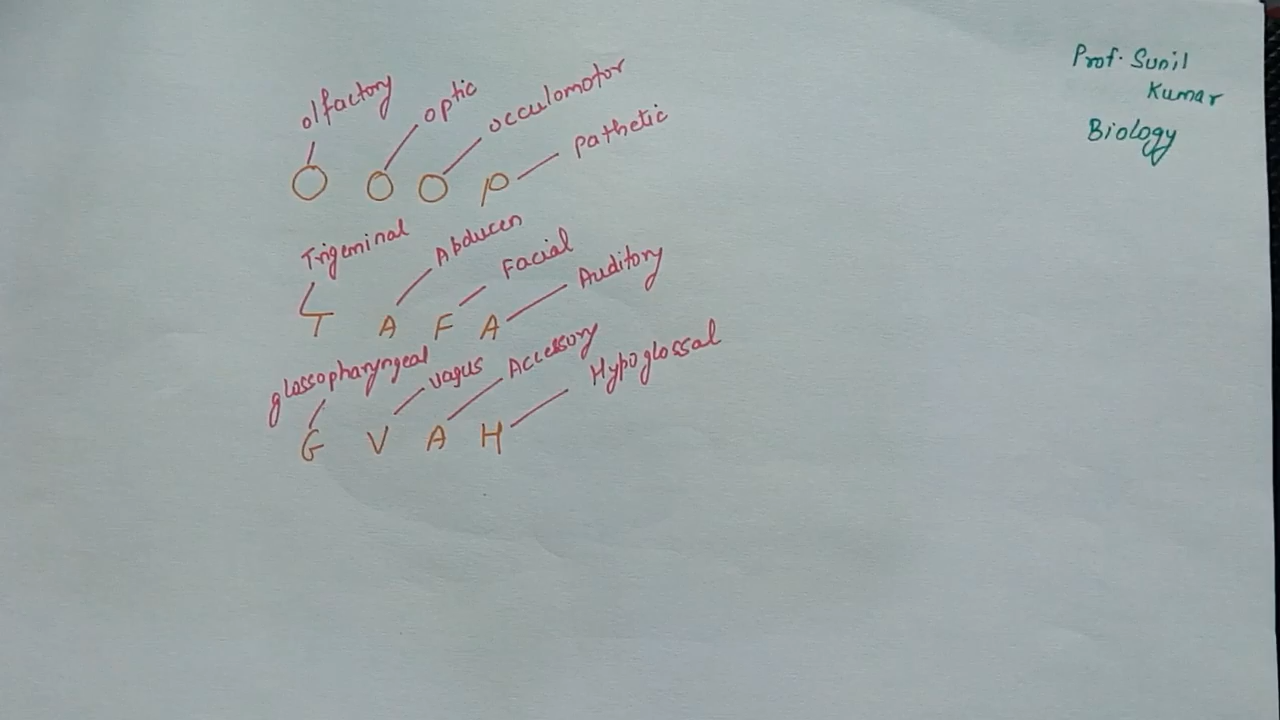 olfactory optic occulomotor pathetic
O O O P
Trigeminal Abducen Facial Auditory
T A F A
glossopharyngeal vagus Accessory Hypoglossal
G V A H
Prof. Sunil
Kumar
Biology